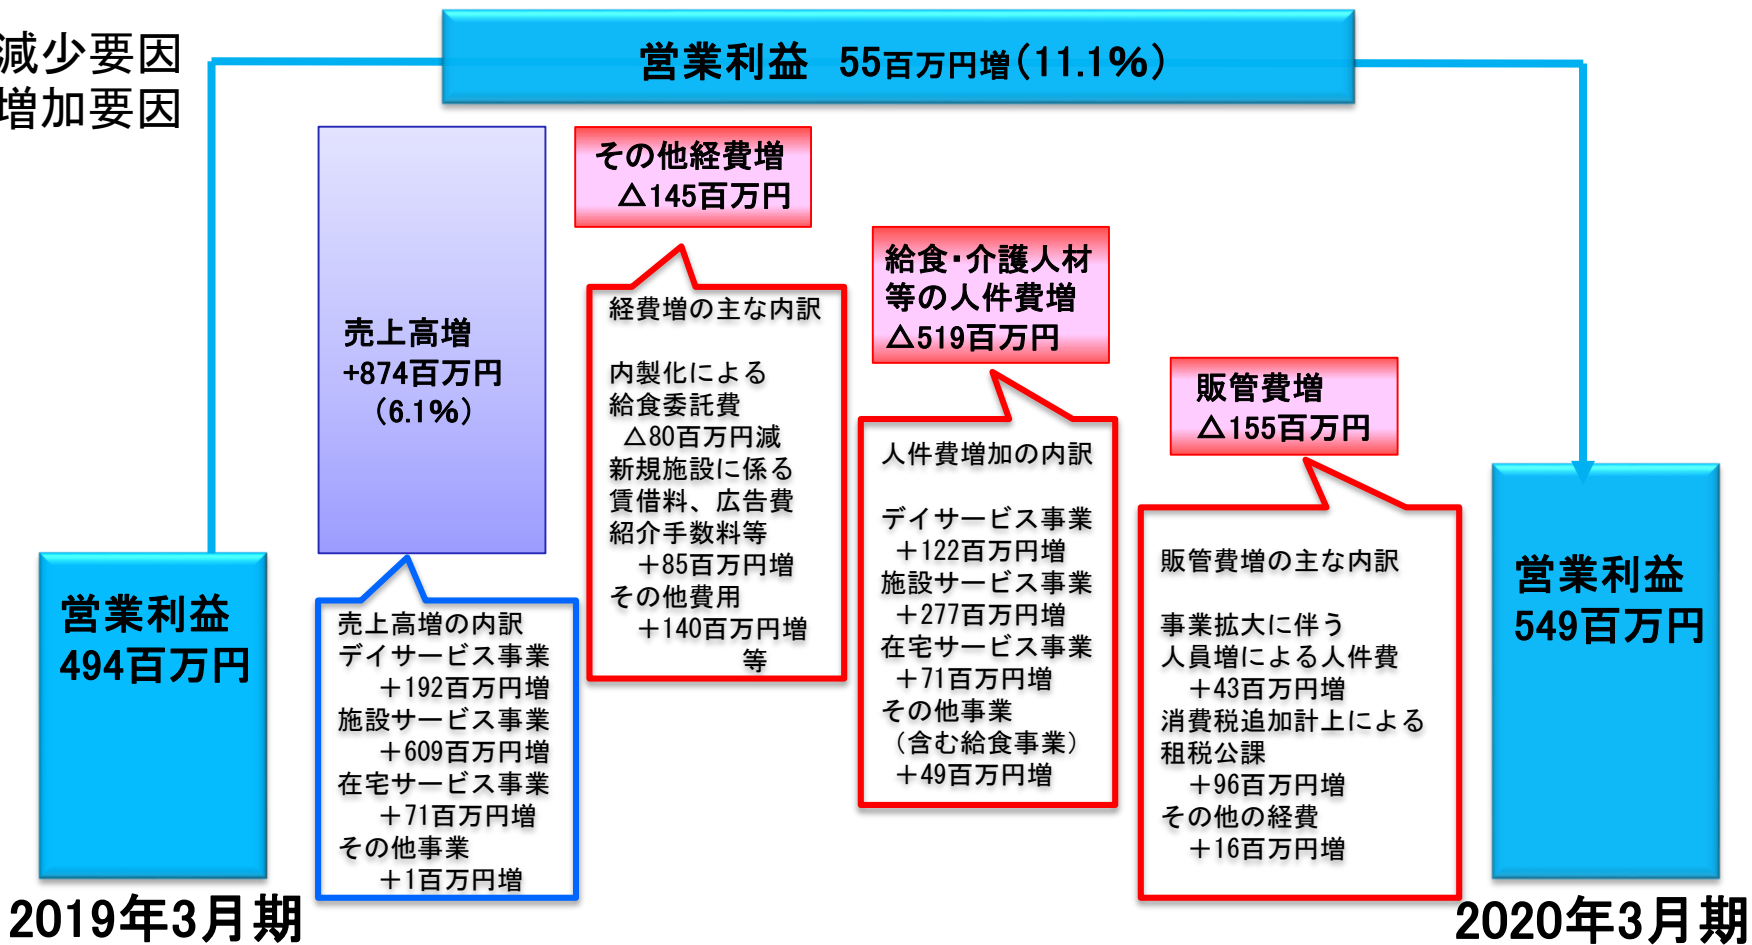 減少要因
増加要因
営業利益 55百万円増(11.1%)
売上高増
+874百万円
(6.1%)
その他経費増
△145百万円
給食・介護人材
等の人件費増
△519百万円
販管費増
△155百万円
営業利益
494百万円
2019年3月期
売上高増の内訳
デイサービス事業
+192百万円増
施設サービス事業
+609百万円増
在宅サービス事業
+71百万円増
その他事業
+1百万円増
経費増の主な内訳
内製化による
給食委託費
△80百万円減
新規施設に係る
賃借料、広告費
紹介手数料等
+85百万円増
その他費用
+140百万円増
等
人件費増加の内訳
デイサービス事業
+122百万円増
施設サービス事業
+277百万円増
在宅サービス事業
+71百万円増
その他事業
(含む給食事業)
+49百万円増
販管費増の主な内訳
事業拡大に伴う
人員増による人件費
+43百万円増
消費税追加計上による
租税公課
+96百万円増
その他の経費
+16百万円増
営業利益
549百万円
2020年3月期